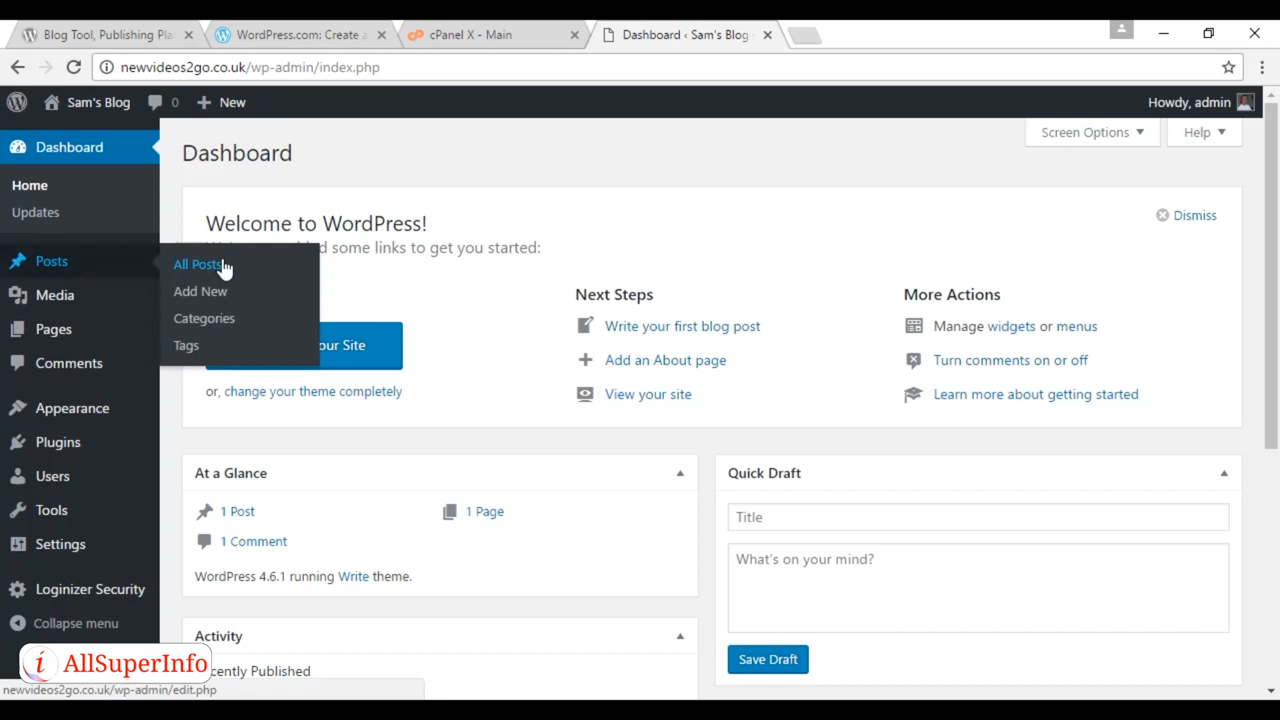 Blog Tool, Publishing Pla
WordPress.com: Create a
cPanel X - Main
Dashboard ‹ Sam's Blog
newvideos2go.co.uk/wp-admin/index.php
Sam's Blog 0 New
Howdy, admin
Dashboard
Home
Updates
Posts
Media
Pages
Comments
Appearance
Plugins
Users
Tools
Settings
Loginizer Security
Collapse menu
All Posts
Add New
Categories
Tags
Dashboard
Screen Options
Help
Welcome to WordPress!
some links to get you started:
Dismiss
our Site
or, change your theme completely
Next Steps
Write your first blog post
Add an About page
View your site
More Actions
Manage widgets or menus
Turn comments on or off
Learn more about getting started
At a Glance
1 Post
1 Page
1 Comment
WordPress 4.6.1 running Write theme.
Activity
ecently Published
Quick Draft
Title
What's on your mind?
Save Draft
i AllSuperInfo
newvideos2go.co.uk/wp-admin/edit.php